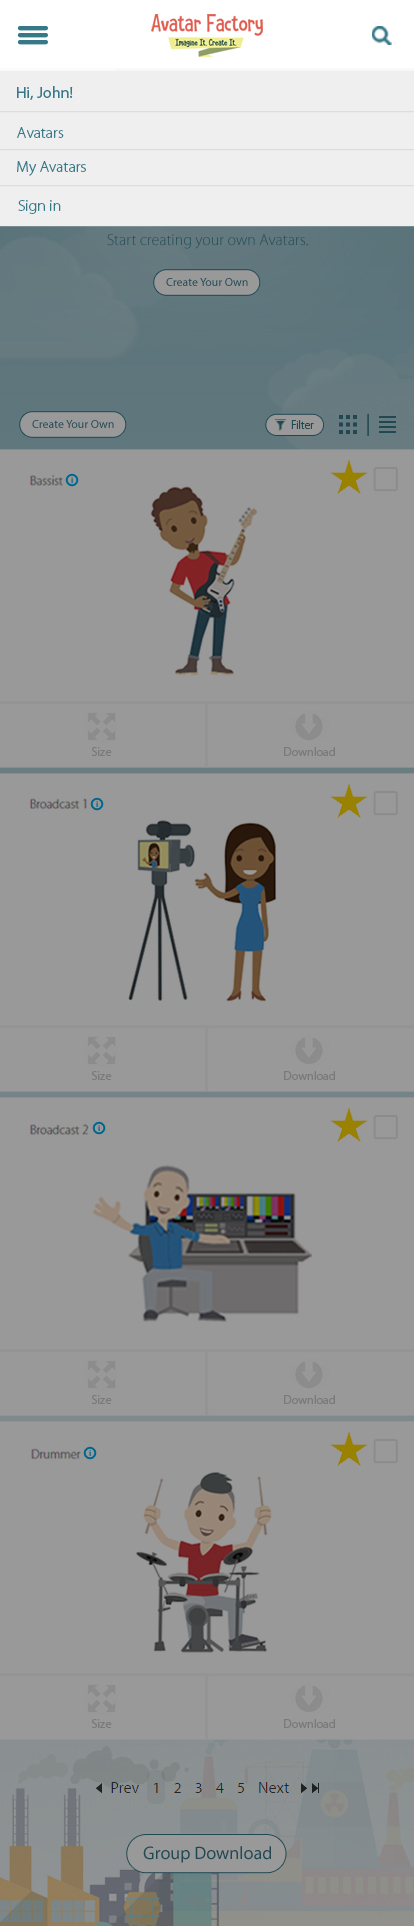 Avatar Factory
Imagine It. Create It.
Hi, John!
Avatars
My Avatars
Sign in
Start creating your own Avatars.
Create Your Own
Create Your Own Filter
Bassist
Size Download
Broadcast 1
Size Download
Broadcast 2
Size Download
Drummer
Size Download
Prev 1 2 3 4 5 Next
Group Download